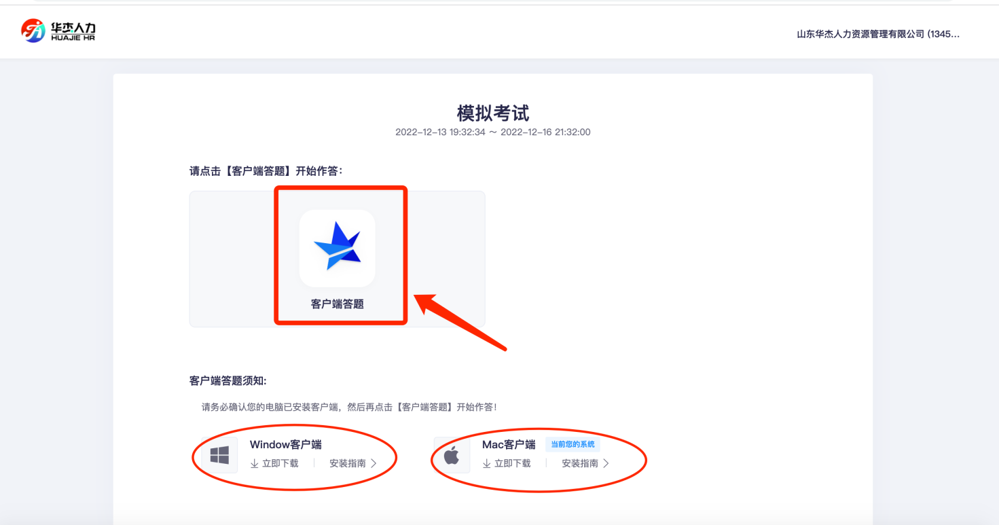 华杰人力
HUAJIE HR
山东华杰人力资源管理有限公司 (1345...
模拟考试
2022-12-13 19:32:34 ～ 2022-12-16 21:32:00
请点击【客户端答题】开始作答：
客户端答题
客户端答题须知:
请务必确认您的电脑已安装客户端，然后再点击【客户端答题】开始作答！
Window客户端
立即下载 安装指南
Mac客户端 当前您的系统
立即下载 安装指南